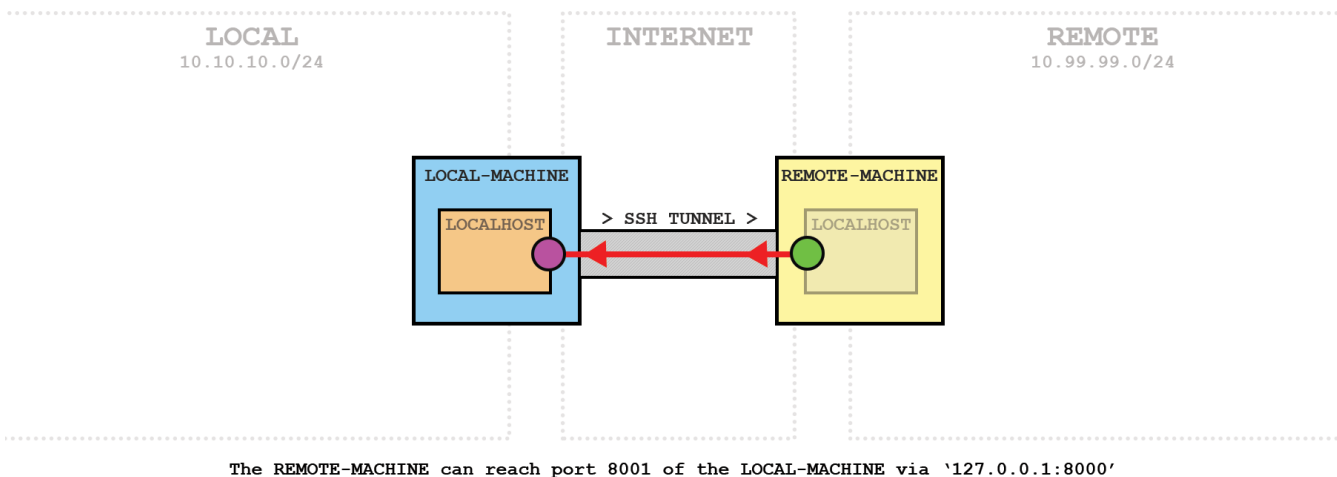 LOCAL
10.10.10.0/24
INTERNET
REMOTE
10.99.99.0/24
LOCAL-MACHINE
LOCALHOST
> SSH TUNNEL >
REMOTE-MACHINE
LOCALHOST
The REMOTE-MACHINE can reach port 8001 of the LOCAL-MACHINE via ‘127.0.0.1:8000’